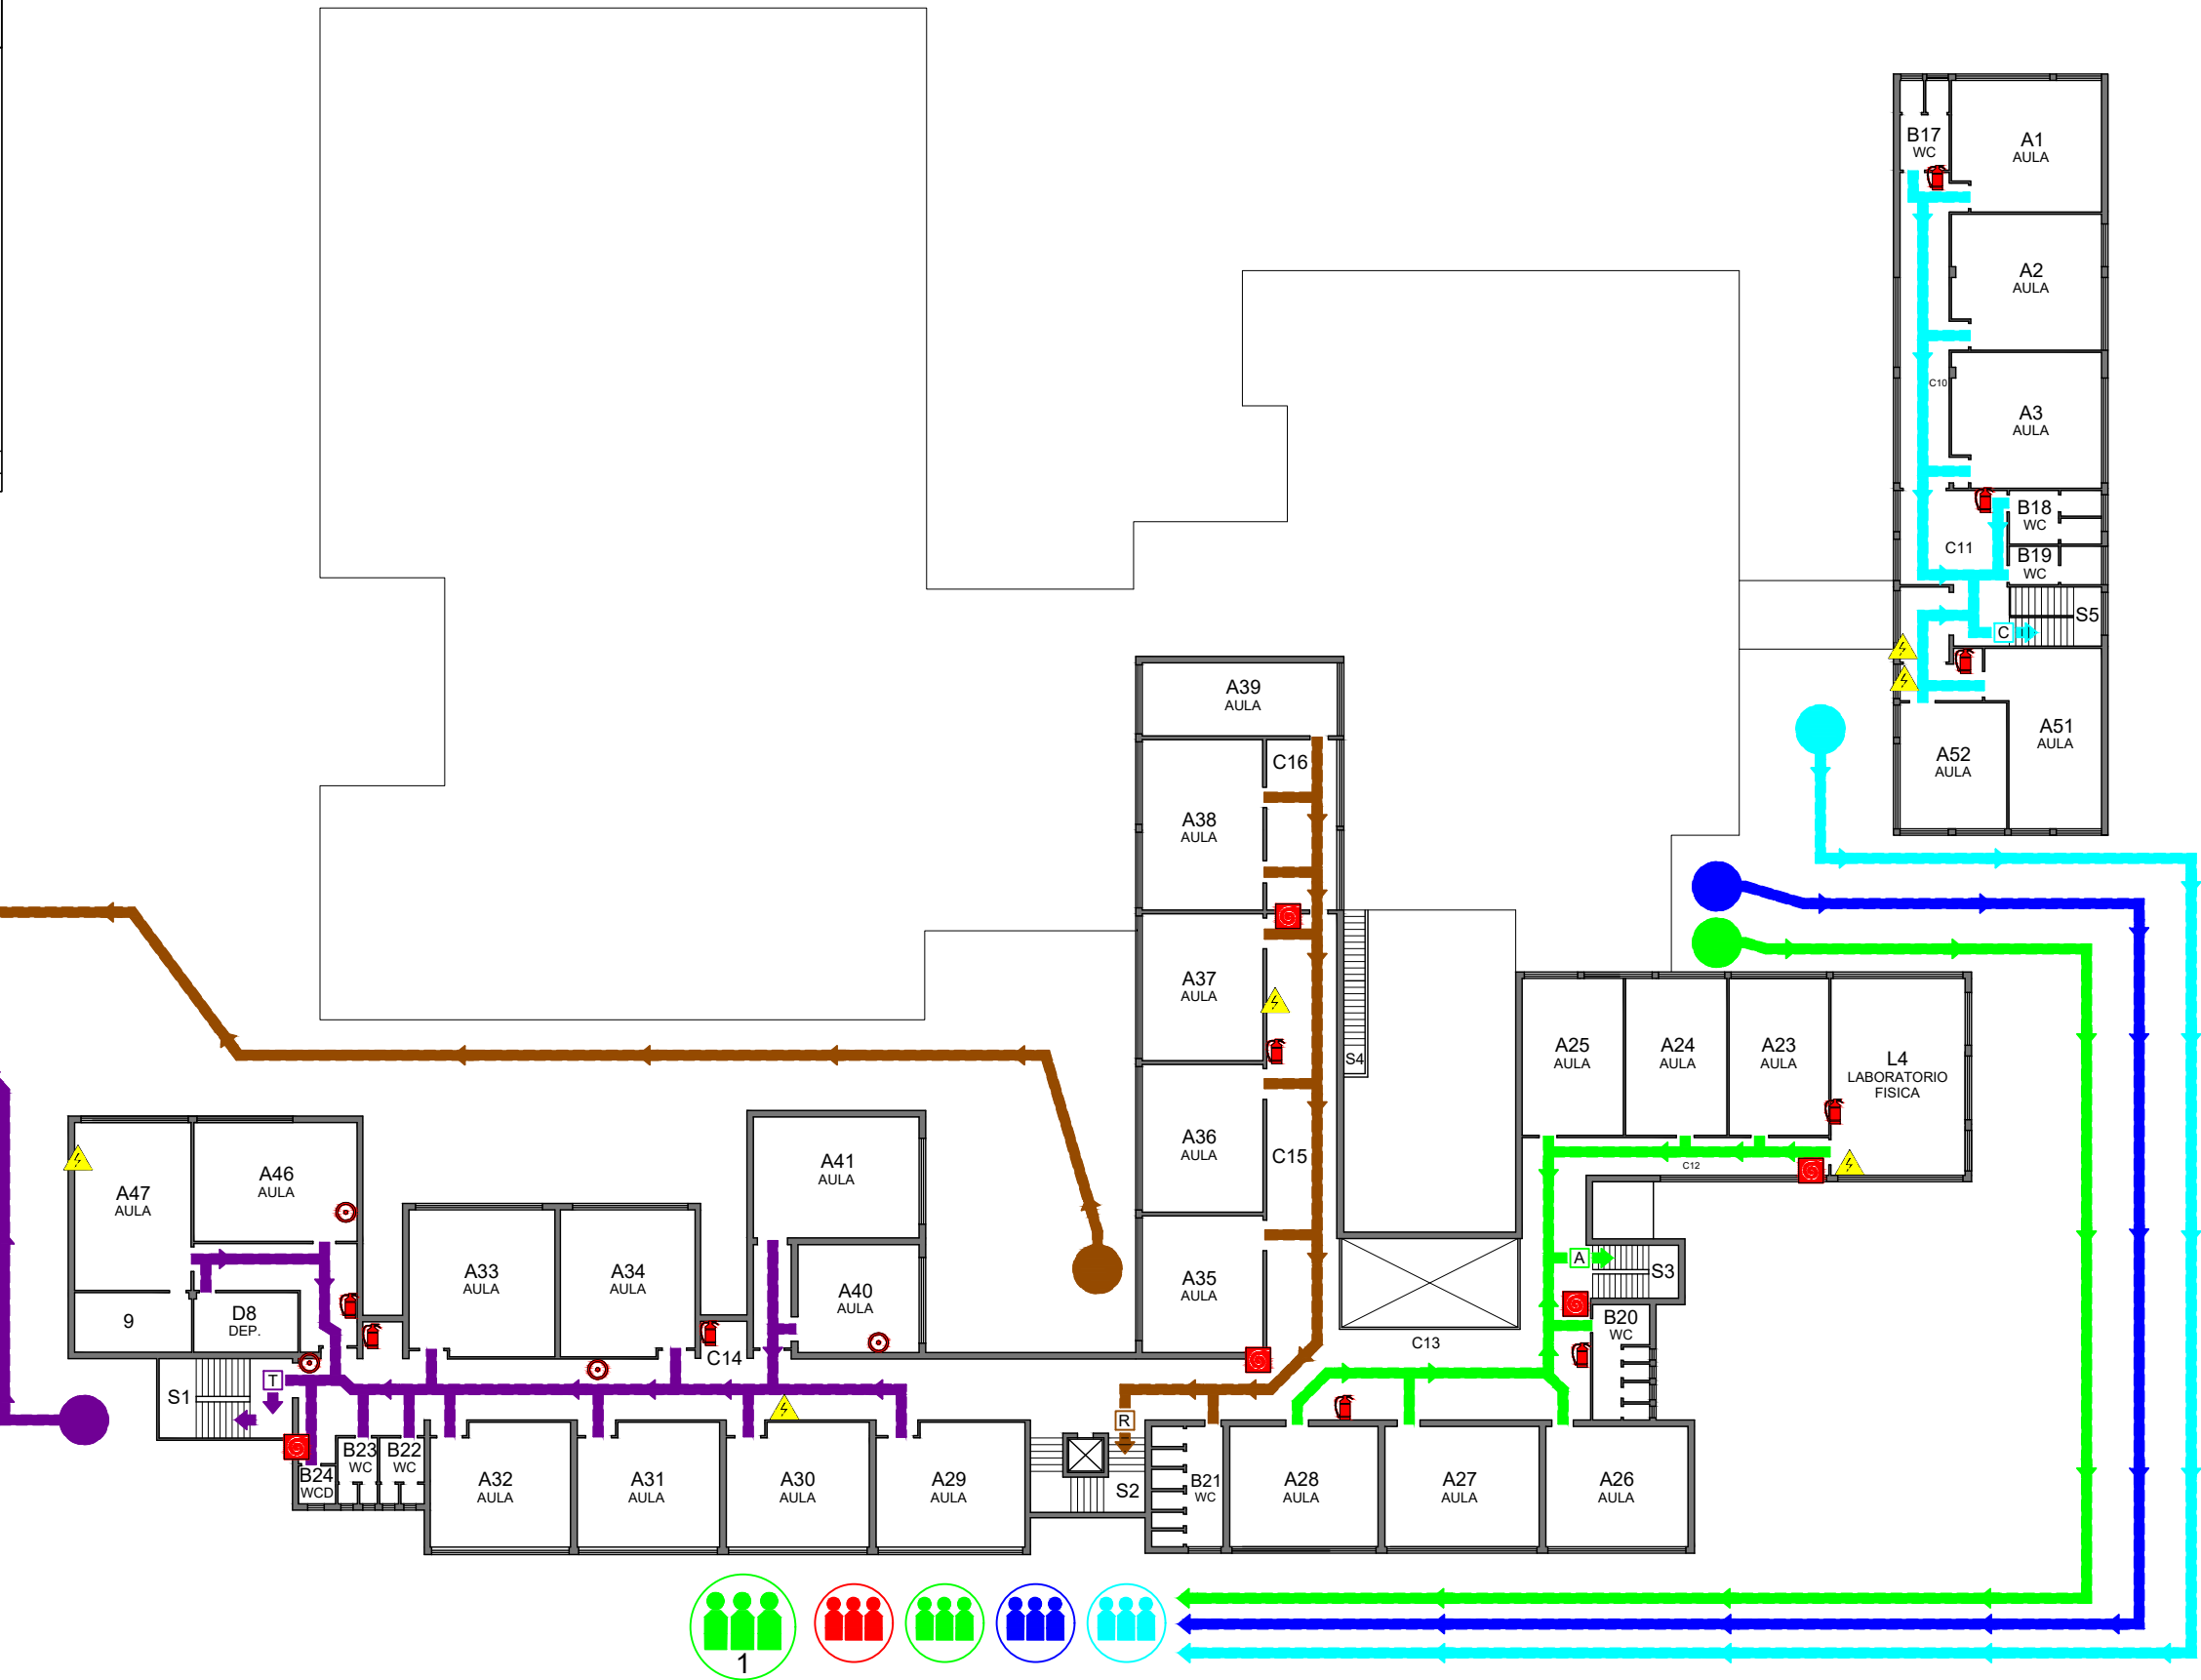 B17
WC
A1
AULA
A2
AULA
C10
A3
AULA
B18
WC
C11
B19
WC
S5
C
A39
AULA
A51
AULA
A52
AULA
C16
A38
AULA
A37
AULA
S4
A25
AULA
A24
AULA
A23
AULA
L4
LABORATORIO
FISICA
A36
AULA
C15
C12
A41
AULA
A46
AULA
A47
AULA
A33
AULA
A34
AULA
A40
AULA
A35
AULA
A
S3
9
D8
DEP.
B20
WC
C14
C13
T
S1
R
B24
WCD
B23
WC
B22
WC
A32
AULA
A31
AULA
A30
AULA
A29
AULA
S2
B21
WC
A28
AULA
A27
AULA
A26
AULA
1